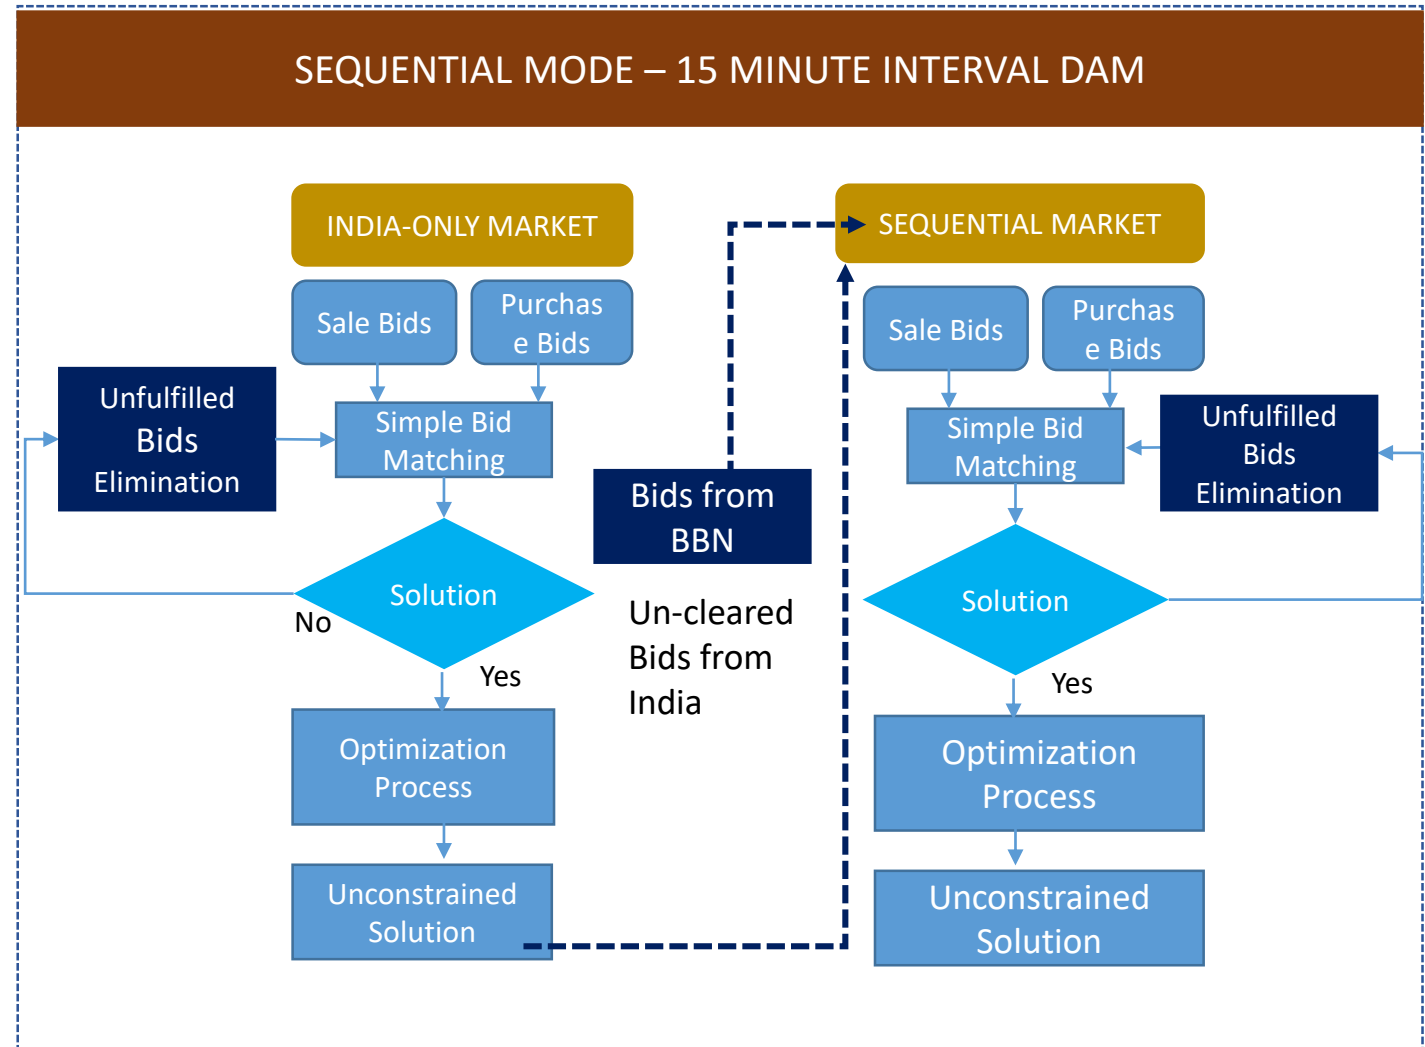 SEQUENTIAL MODE – 15 MINUTE INTERVAL DAM
INDIA-ONLY MARKET
Sale Bids
Purchas
e Bids
Unfulfilled
Bids
Elimination
Simple Bid
Matching
Solution
No
Yes
Optimization
Process
Unconstrained
Solution
Bids from
BBN
Un-cleared
Bids from
India
SEQUENTIAL MARKET
Sale Bids
Purchas
e Bids
Simple Bid
Matching
Unfulfilled
Bids
Elimination
Solution
Yes
Optimization
Process
Unconstrained
Solution